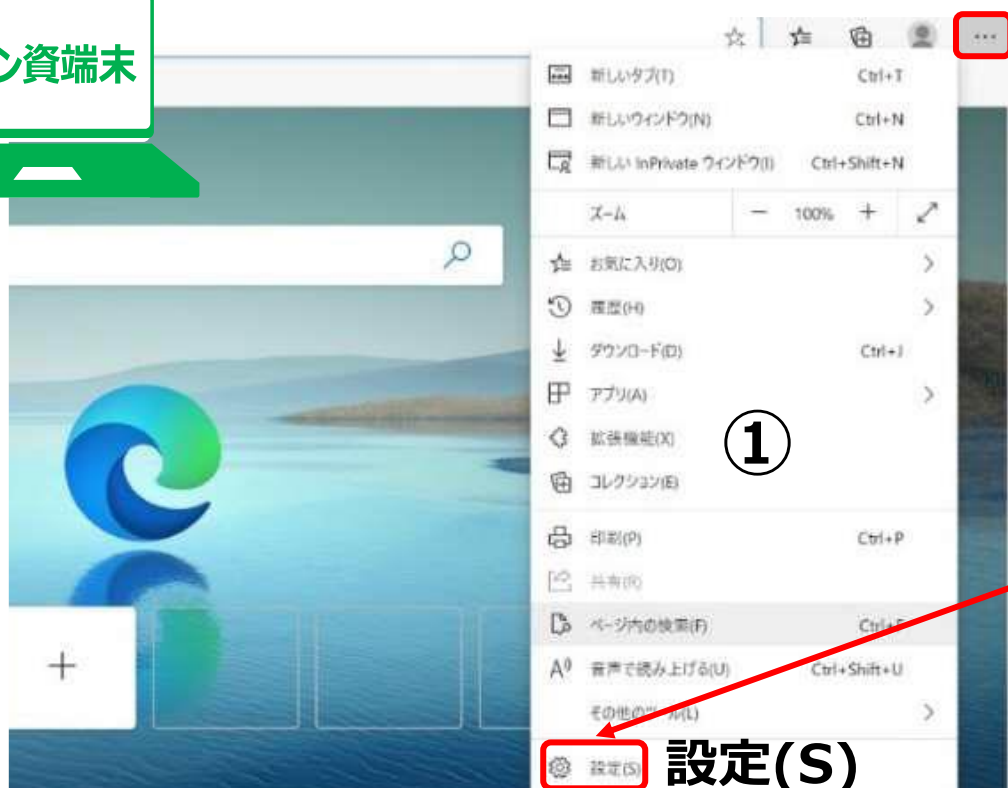 ン資端末
新しいタブ(T) Ctrl+T
新しいウィンドウ(N) Ctrl+N
新しい InPrivate ウィンドウ(I) Ctrl+Shift+N
ズーム — 100% +
お気に入り(O)
履歴(H)
ダウンロード(D) Ctrl+J
アプリ(A)
拡張機能(X)
①
コレクション(E)
印刷(P) Ctrl+P
共有(R)
ページ内の検索(F) Ctrl+F
音声で読み上げる(U) Ctrl+Shift+U
その他のツール(L)
設定(S) 設定(S)